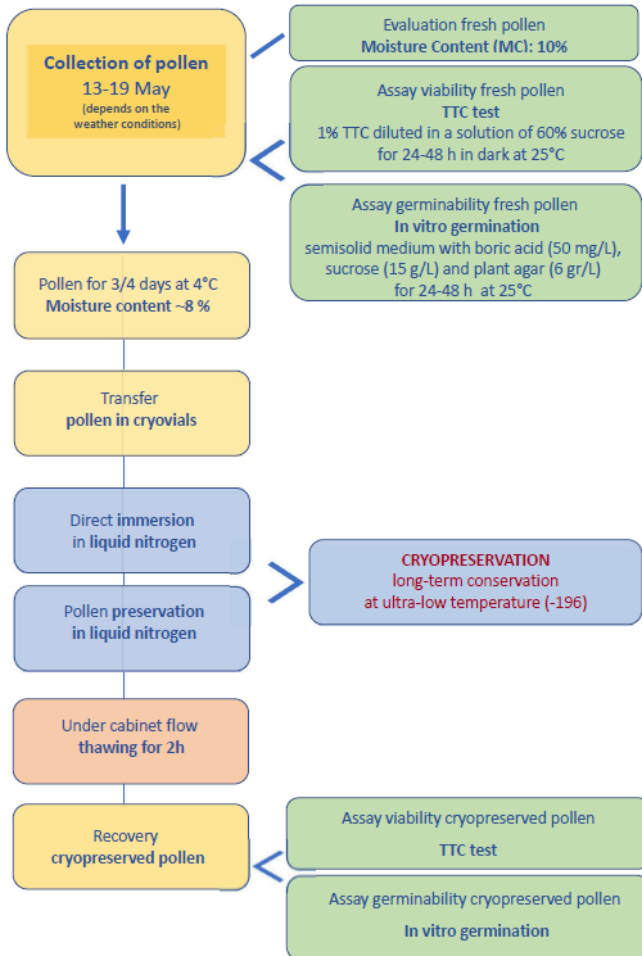 Collection of pollen
13-19 May
(depends on the
weather conditions)
Evaluation fresh pollen
Moisture Content (MC): 10%
Assay viability fresh pollen
TTC test
1% TTC diluted in a solution of 60% sucrose
for 24-48 h in dark at 25°C
Assay germinability fresh pollen
In vitro germination
semisolid medium with boric acid (50 mg/L),
sucrose (15 g/L) and plant agar (6 gr/L)
for 24-48 h at 25°C
Pollen for 3/4 days at 4°C
Moisture content ~8 %
Transfer
pollen in cryovials
Direct immersion
in liquid nitrogen
Pollen preservation
in liquid nitrogen
CRYOPRESERVATION
long-term conservation
at ultra-low temperature (-196)
Under cabinet flow
thawing for 2h
Recovery
cryopreserved pollen
Assay viability cryopreserved pollen
TTC test
Assay germinability cryopreserved pollen
In vitro germination